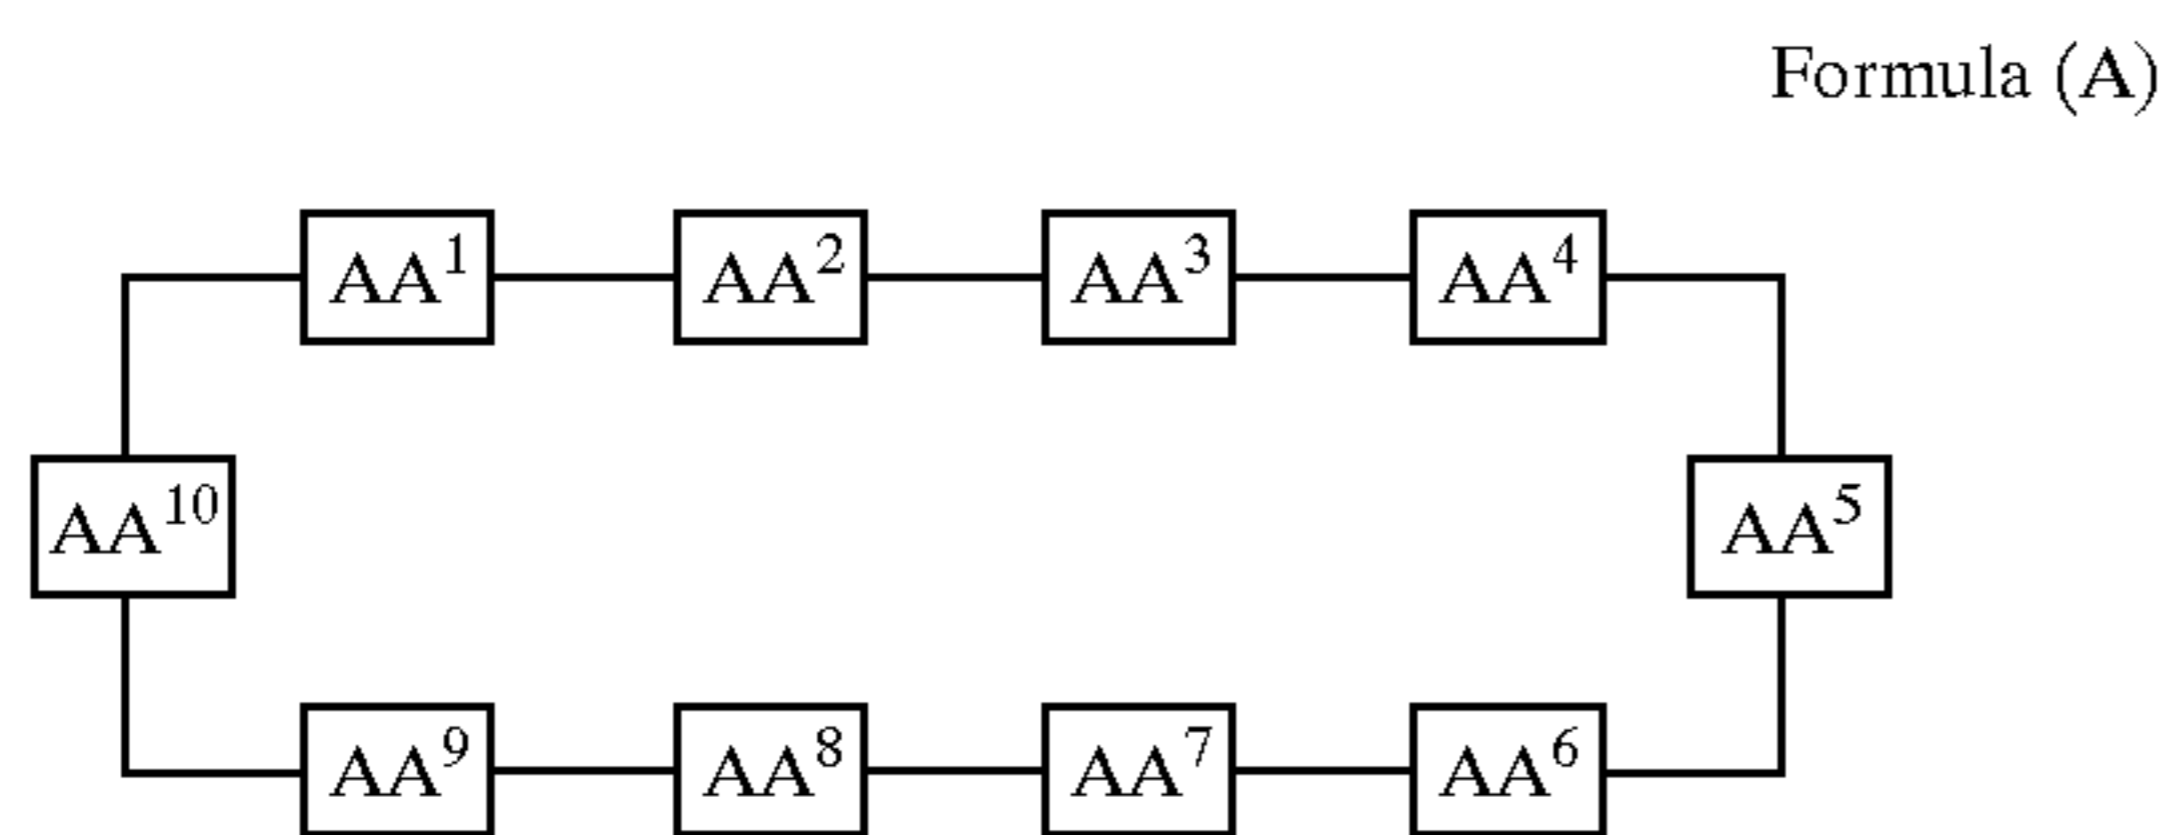 Formula (A)
AA¹ AA² AA³ AA⁴
AA¹⁰ AA⁵
AA⁹ AA⁸ AA⁷ AA⁶